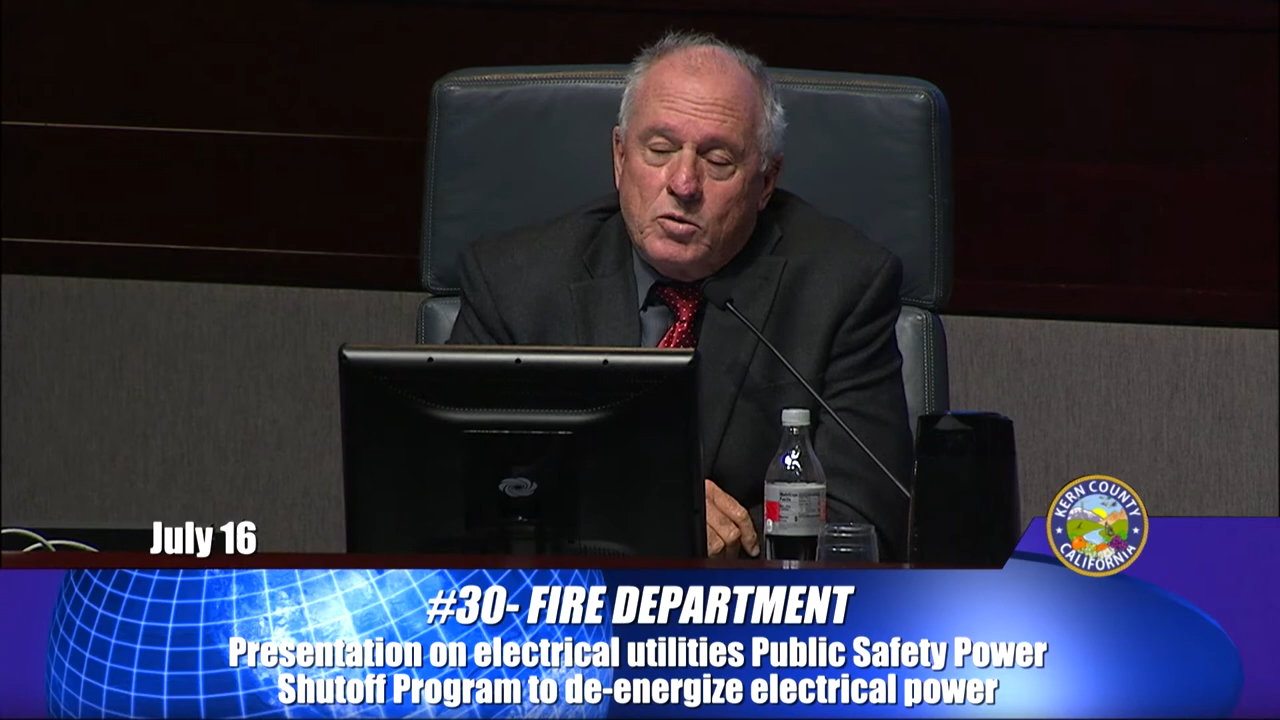 July 16
KERN COUNTY
CALIFORNIA
#30- FIRE DEPARTMENT
Presentation on electrical utilities Public Safety Power
Shutoff Program to de-energize electrical power